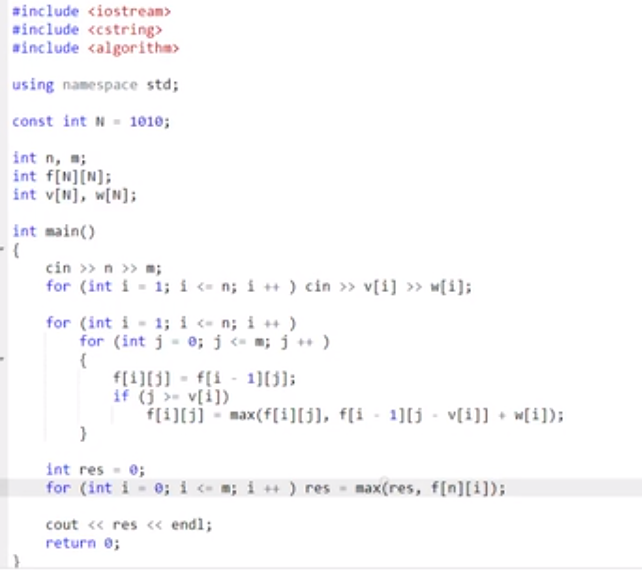 #include <iostream>
#include <cstring>
#include <algorithm>
using namespace std;
const int N = 1010;
int n, m;
int f[N][N];
int v[N], w[N];
int main()
{
    cin >> n >> m;
    for (int i = 1; i <= n; i ++ ) cin >> v[i] >> w[i];
    for (int i = 1; i <= n; i ++ )
        for (int j = 0; j <= m; j ++ )
        {
            f[i][j] = f[i - 1][j];
            if (j >= v[i])
                f[i][j] = max(f[i][j], f[i - 1][j - v[i]] + w[i]);
        }
    int res = 0;
    for (int i = 0; i <= m; i ++ ) res = max(res, f[n][i]);
    cout << res << endl;
    return 0;
}